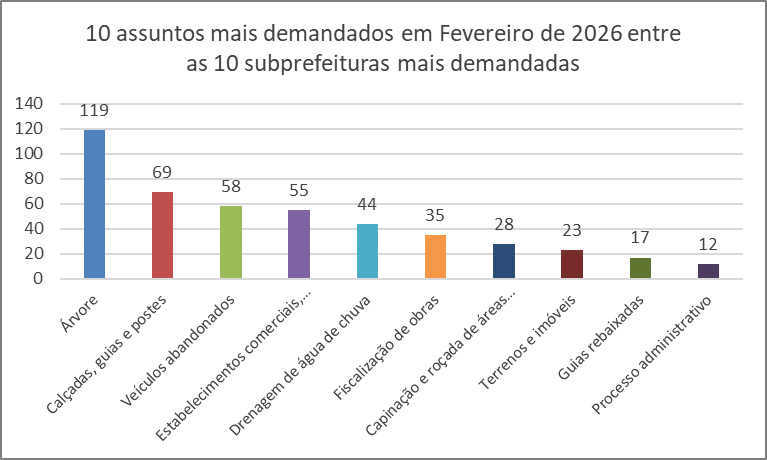 10 assuntos mais demandados em Fevereiro de 2026 entre
as 10 subprefeituras mais demandadas
140
120
100
80
60
40
20
0
119
69
58
55
44
35
28
23
17
12
Árvore
Calçadas, guias e postes
Veículos abandonados
Estabelecimentos comerciais,...
Drenagem de água de chuva
Fiscalização de obras
Capinação e roçada de áreas...
Terrenos e imóveis
Guias rebaixadas
Processo administrativo